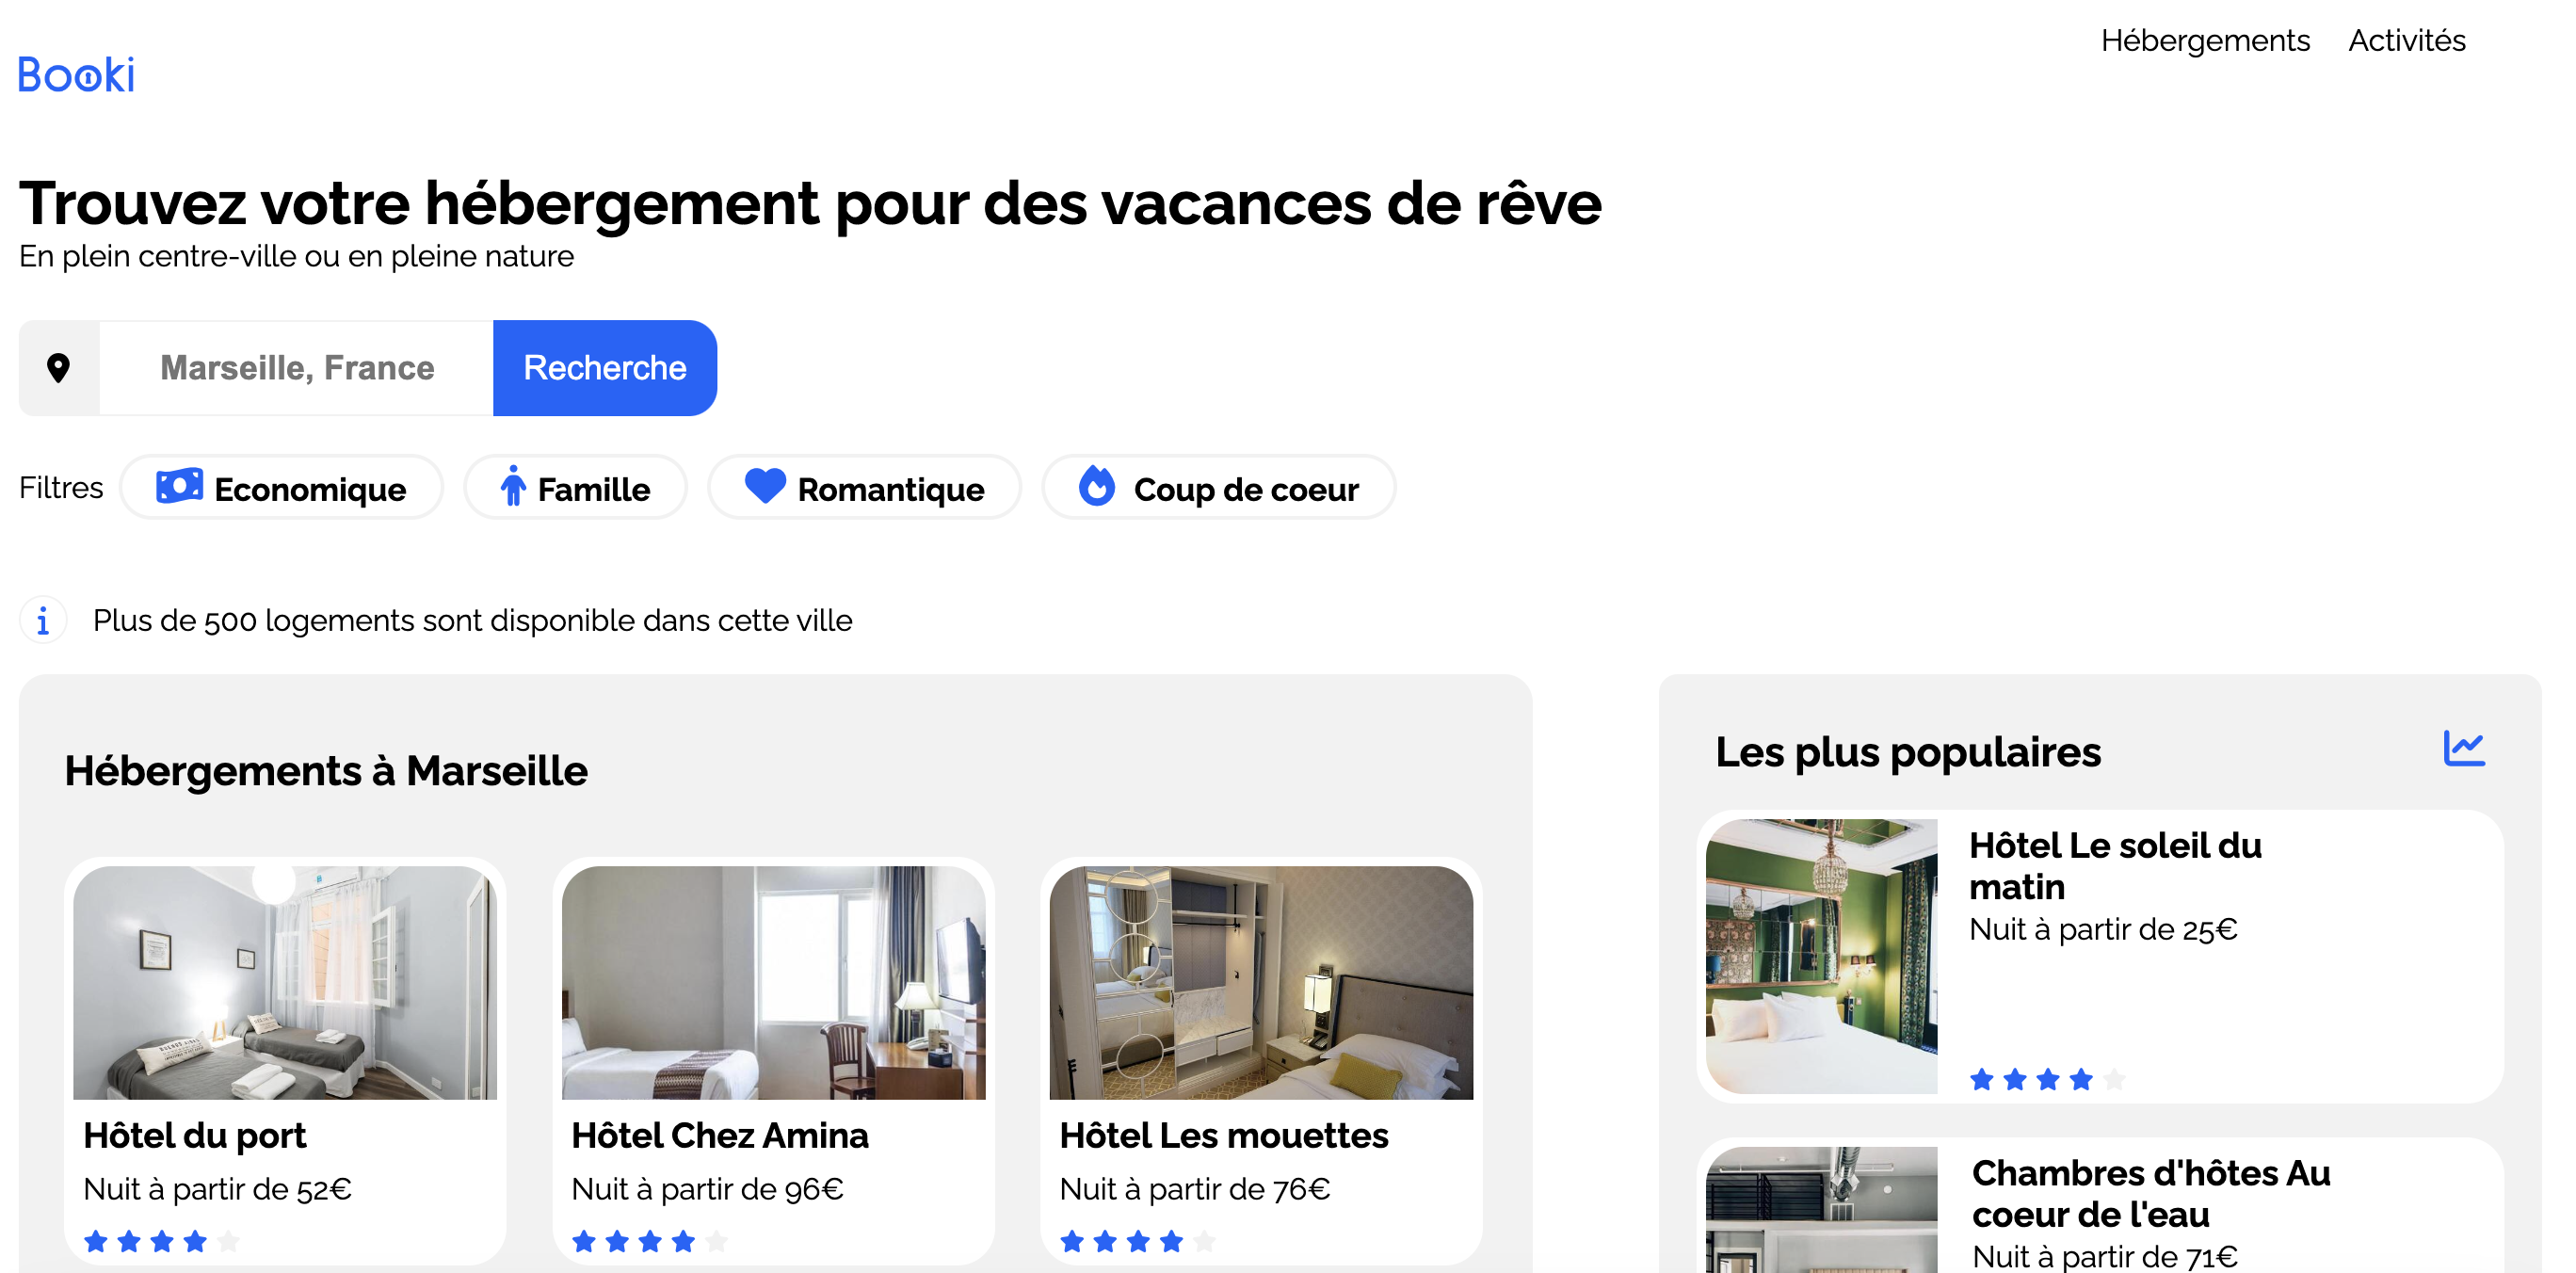 Booki
Hébergements
Activités
Trouvez votre hébergement pour des vacances de rêve
En plein centre-ville ou en pleine nature
Marseille, France
Recherche
Filtres
Economique
Famille
Romantique
Coup de coeur
Plus de 500 logements sont disponible dans cette ville
Hébergements à Marseille
Hôtel du port
Nuit à partir de 52€
Hôtel Chez Amina
Nuit à partir de 96€
Hôtel Les mouettes
Nuit à partir de 76€
Les plus populaires
Hôtel Le soleil du
matin
Nuit à partir de 25€
Chambres d'hôtes Au
coeur de l'eau
Nuit à partir de 71€